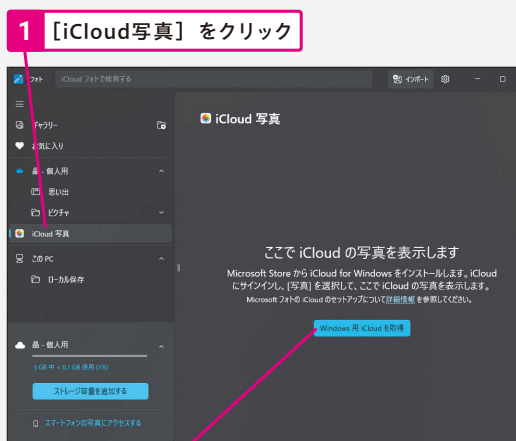 1 [iCloud写真] をクリック
フォト iCloud フォトで検索する インポート
ギャラリー
お気に入り
晶 - 個人用
思い出
ピクチャ
iCloud 写真
この PC
ローカル保存
晶 - 個人用
5 GB 中 < 0.1 GB 使用 (1%)
ストレージ容量を追加する
スマートフォンの写真にアクセスする
iCloud 写真
ここで iCloud の写真を表示します
Microsoft Store から iCloud for Windows をインストールします。iCloud
にサインインし、[写真] を選択して、ここで iCloud の写真を表示します。
Microsoft フォトの iCloud のセットアップについて詳細情報 を参照してください。
Windows 用 iCloud を取得